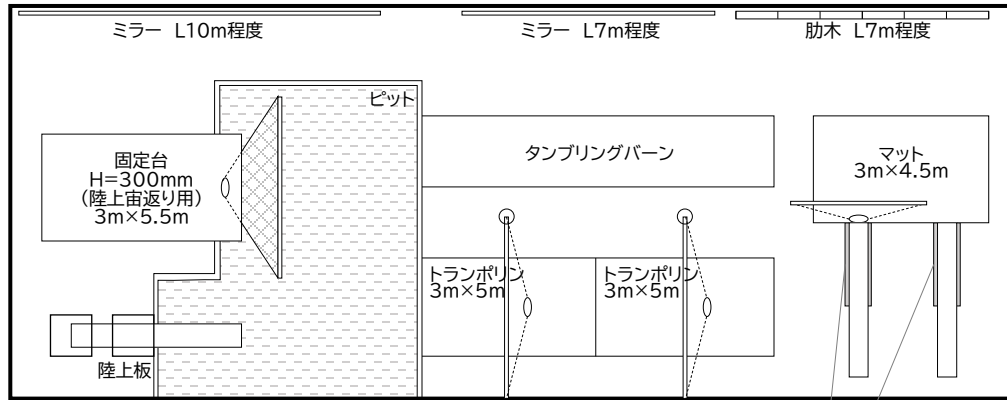 ミラー L10m程度
ミラー L7m程度
肋木 L7m程度
ピット
固定台
H=300mm
(陸上宙返り用)
3m×5.5m
タンブリングバーン
マット
3m×4.5m
トランポリン
3m×5m
トランポリン
3m×5m
陸上板